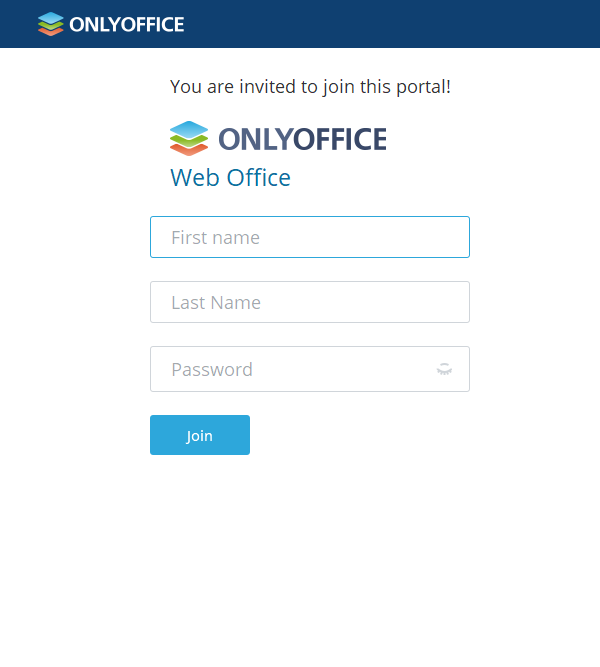 ONLYOFFICE
You are invited to join this portal!
ONLYOFFICE
Web Office
First name
Last Name
Password
Join